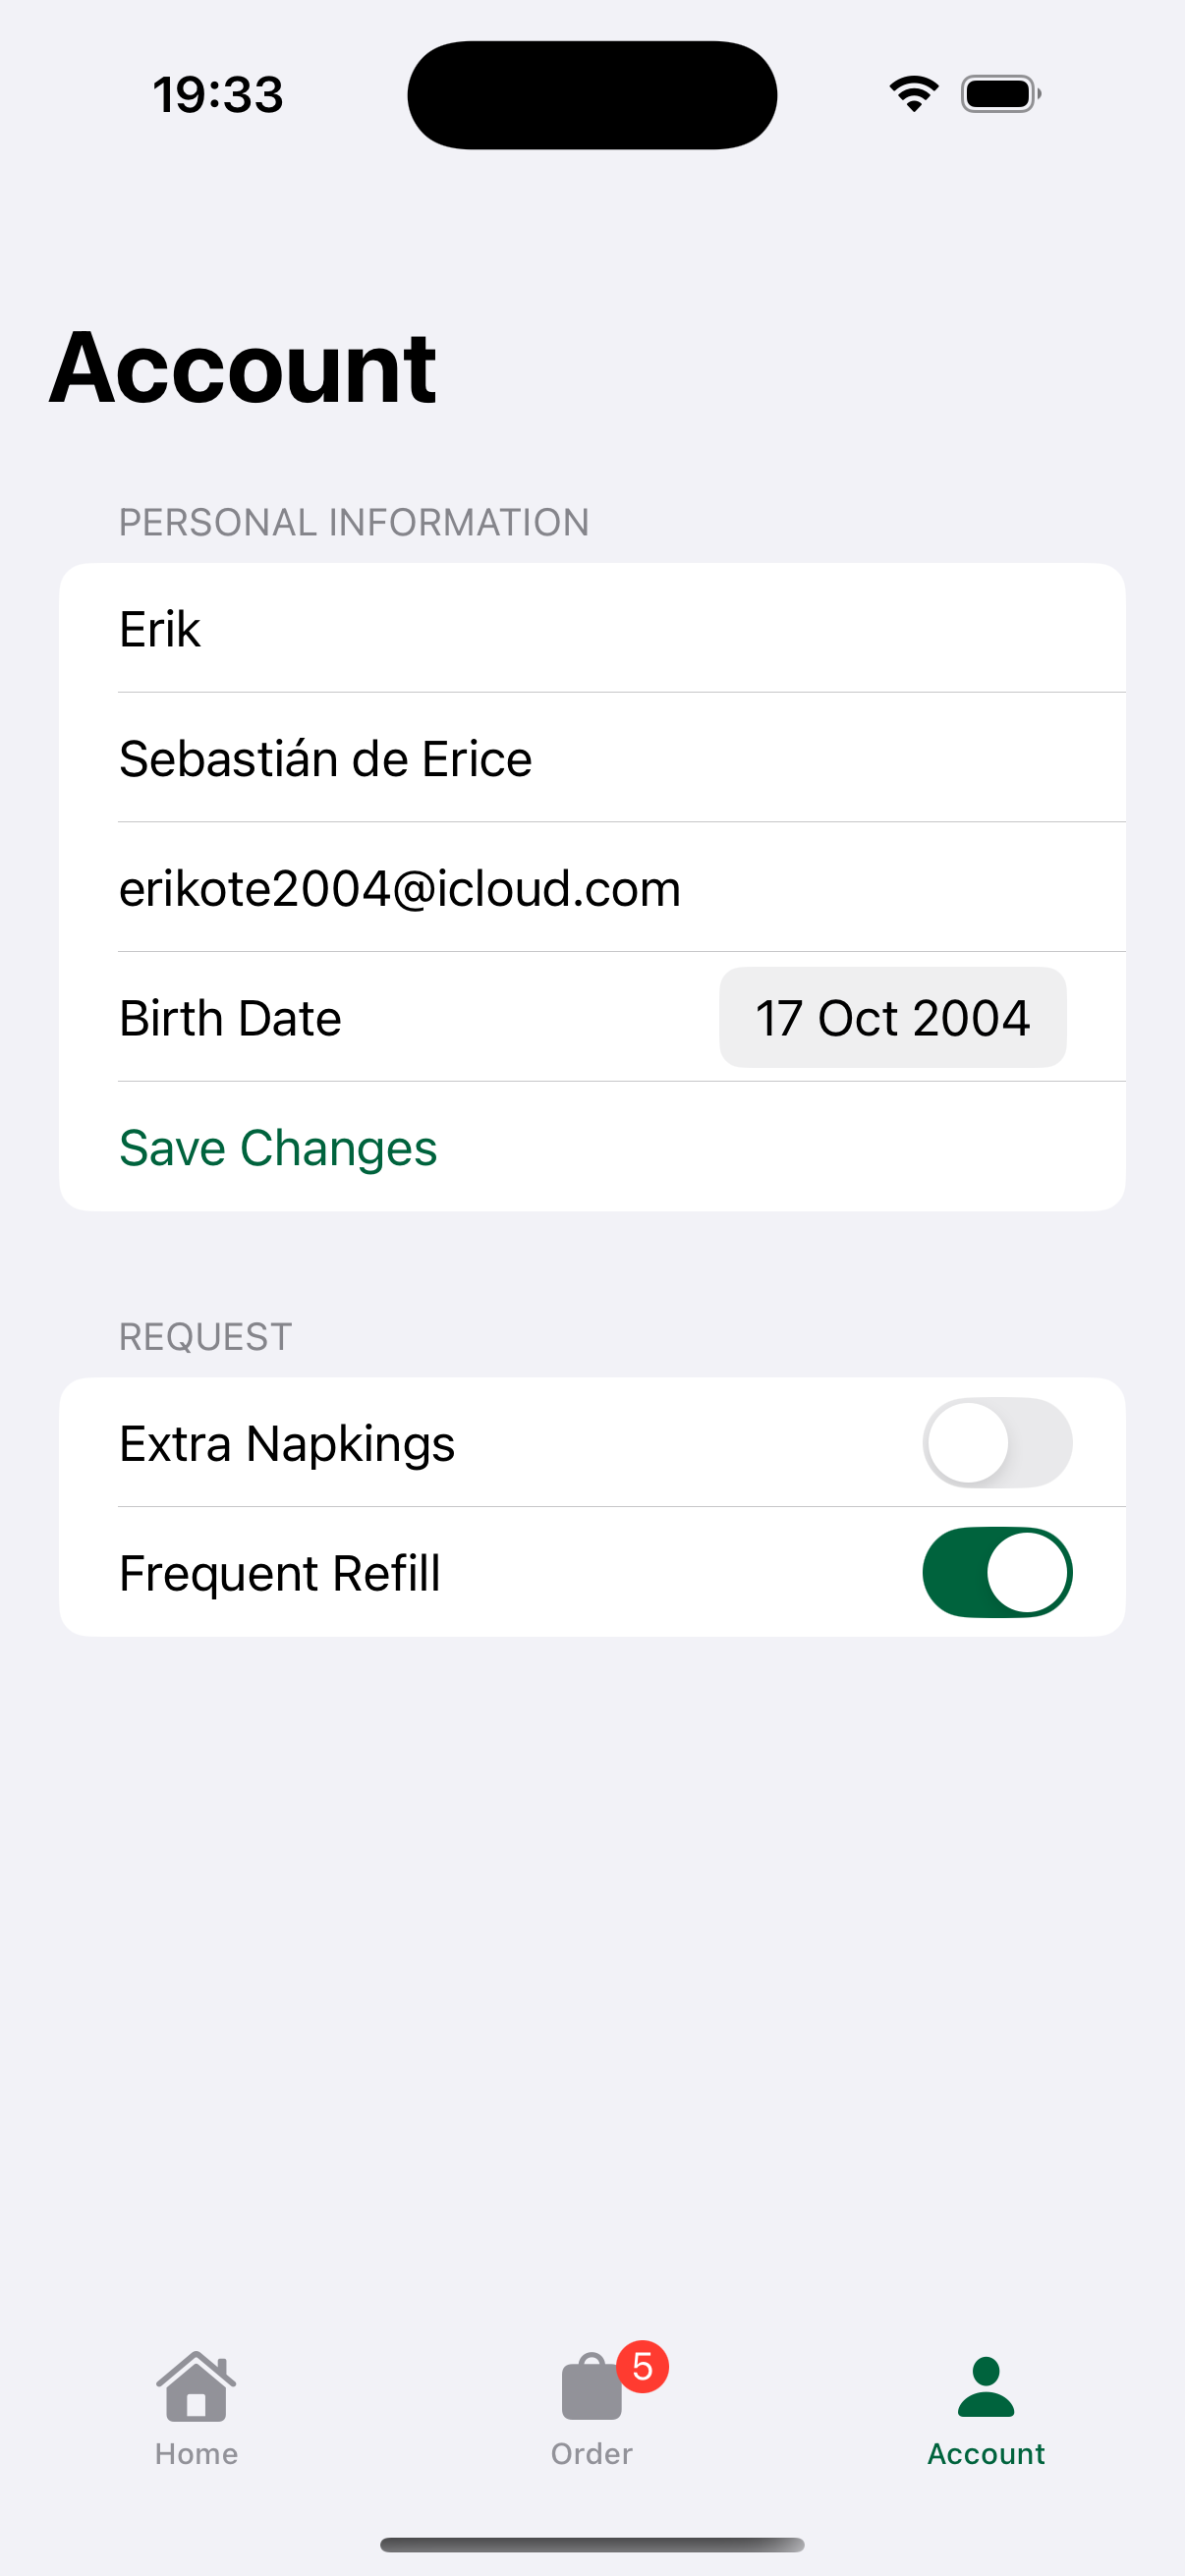 19:33
Account
PERSONAL INFORMATION
Erik
Sebastián de Erice
erikote2004@icloud.com
Birth Date 17 Oct 2004
Save Changes
REQUEST
Extra Napkings
Frequent Refill
5
Home Order Account